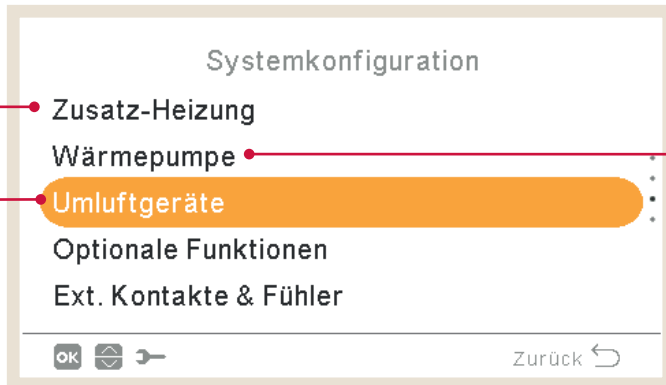 Systemkonfiguration
Zusatz-Heizung
Wärmepumpe
Umluftgeräte
Optionale Funktionen
Ext. Kontakte & Fühler
OK Zurück